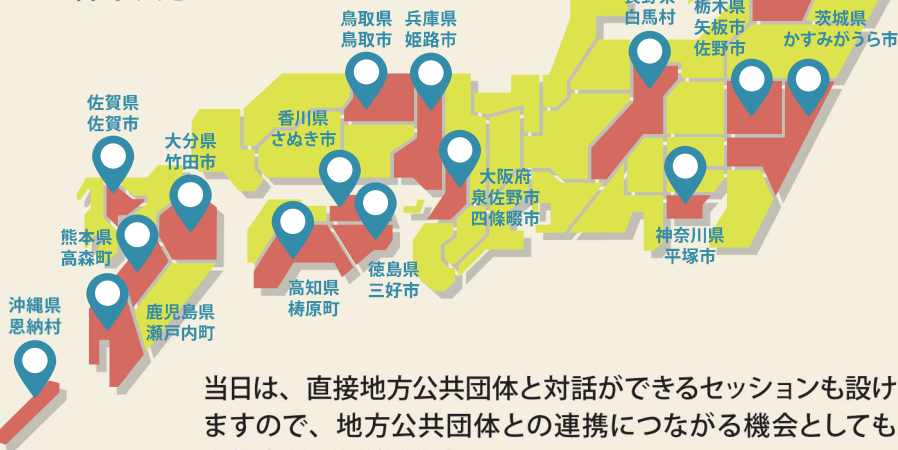 白馬村
栃木県
矢板市
佐野市
茨城県
かすみがうら市
鳥取県
鳥取市
兵庫県
姫路市
佐賀県
佐賀市
香川県
さぬき市
大分県
竹田市
大阪府
泉佐野市
四條畷市
熊本県
高森町
神奈川県
平塚市
徳島県
三好市
高知県
梼原町
沖縄県
恩納村
鹿児島県
瀬戸内町
当日は、直接地方公共団体と対話ができるセッションも設け
ますので、地方公共団体との連携につながる機会としても